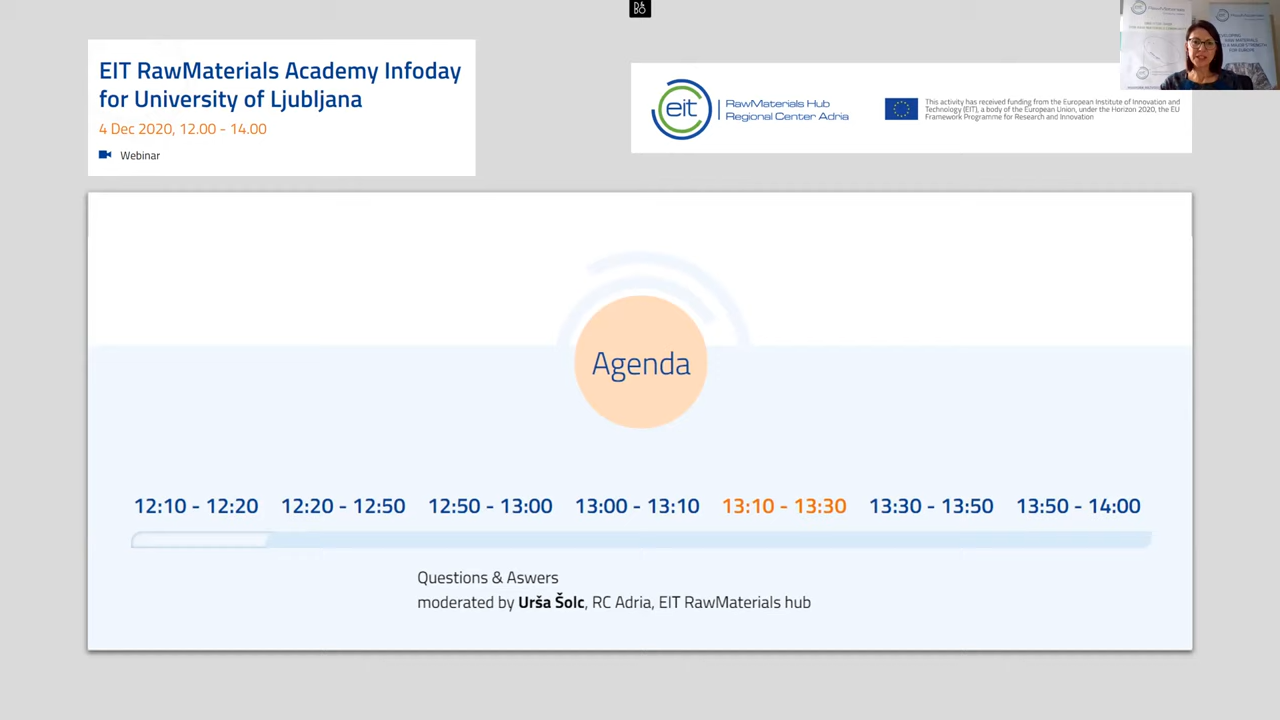 D&
BO
EIT RawMaterials Academy Infoday
for University of Ljubljana
4 Dec 2020, 12.00 - 14.00
Webinar
eit
RawMaterials Hub
Regional Center Adria
This activity has received funding from the European Institute of Innovation and
Technology (EIT), a body of the European Union, under the Horizon 2020, the EU
Framework Programme for Research and Innovation
Agenda
12:10 - 12:20
12:20 - 12:50
12:50 - 13:00
13:00 - 13:10
13:10 - 13:30
13:30 - 13:50
13:50 - 14:00
Questions & Aswers
moderated by Urša Šolc, RC Adria, EIT RawMaterials hub